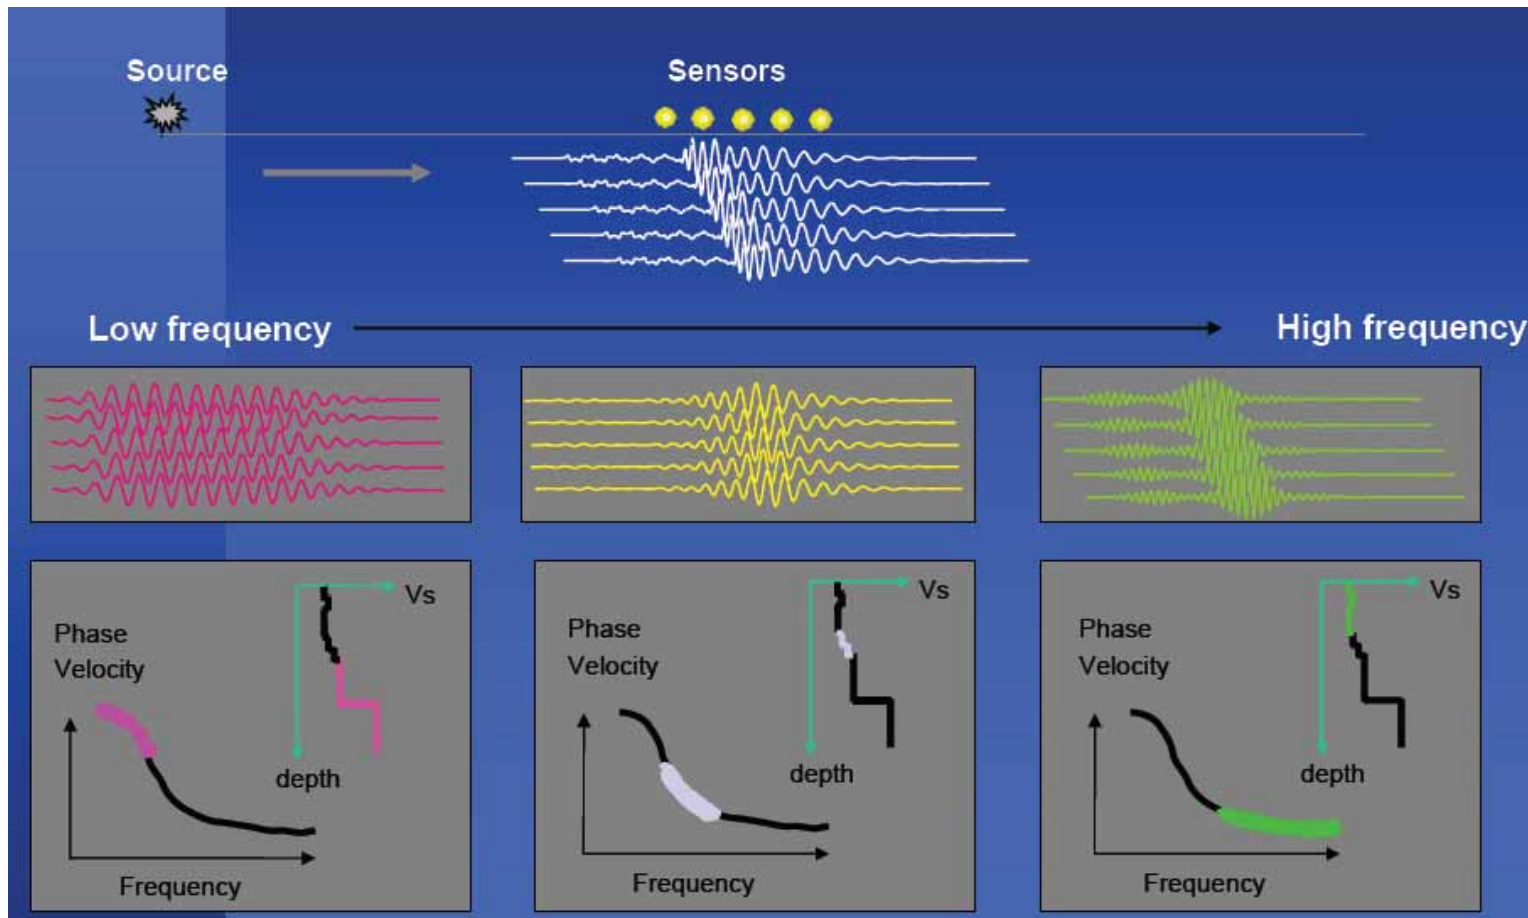 Source
Sensors
Low frequency
High frequency
Phase
Velocity
Vs
depth
Frequency
Phase
Velocity
Vs
depth
Frequency
Phase
Velocity
Vs
depth
Frequency